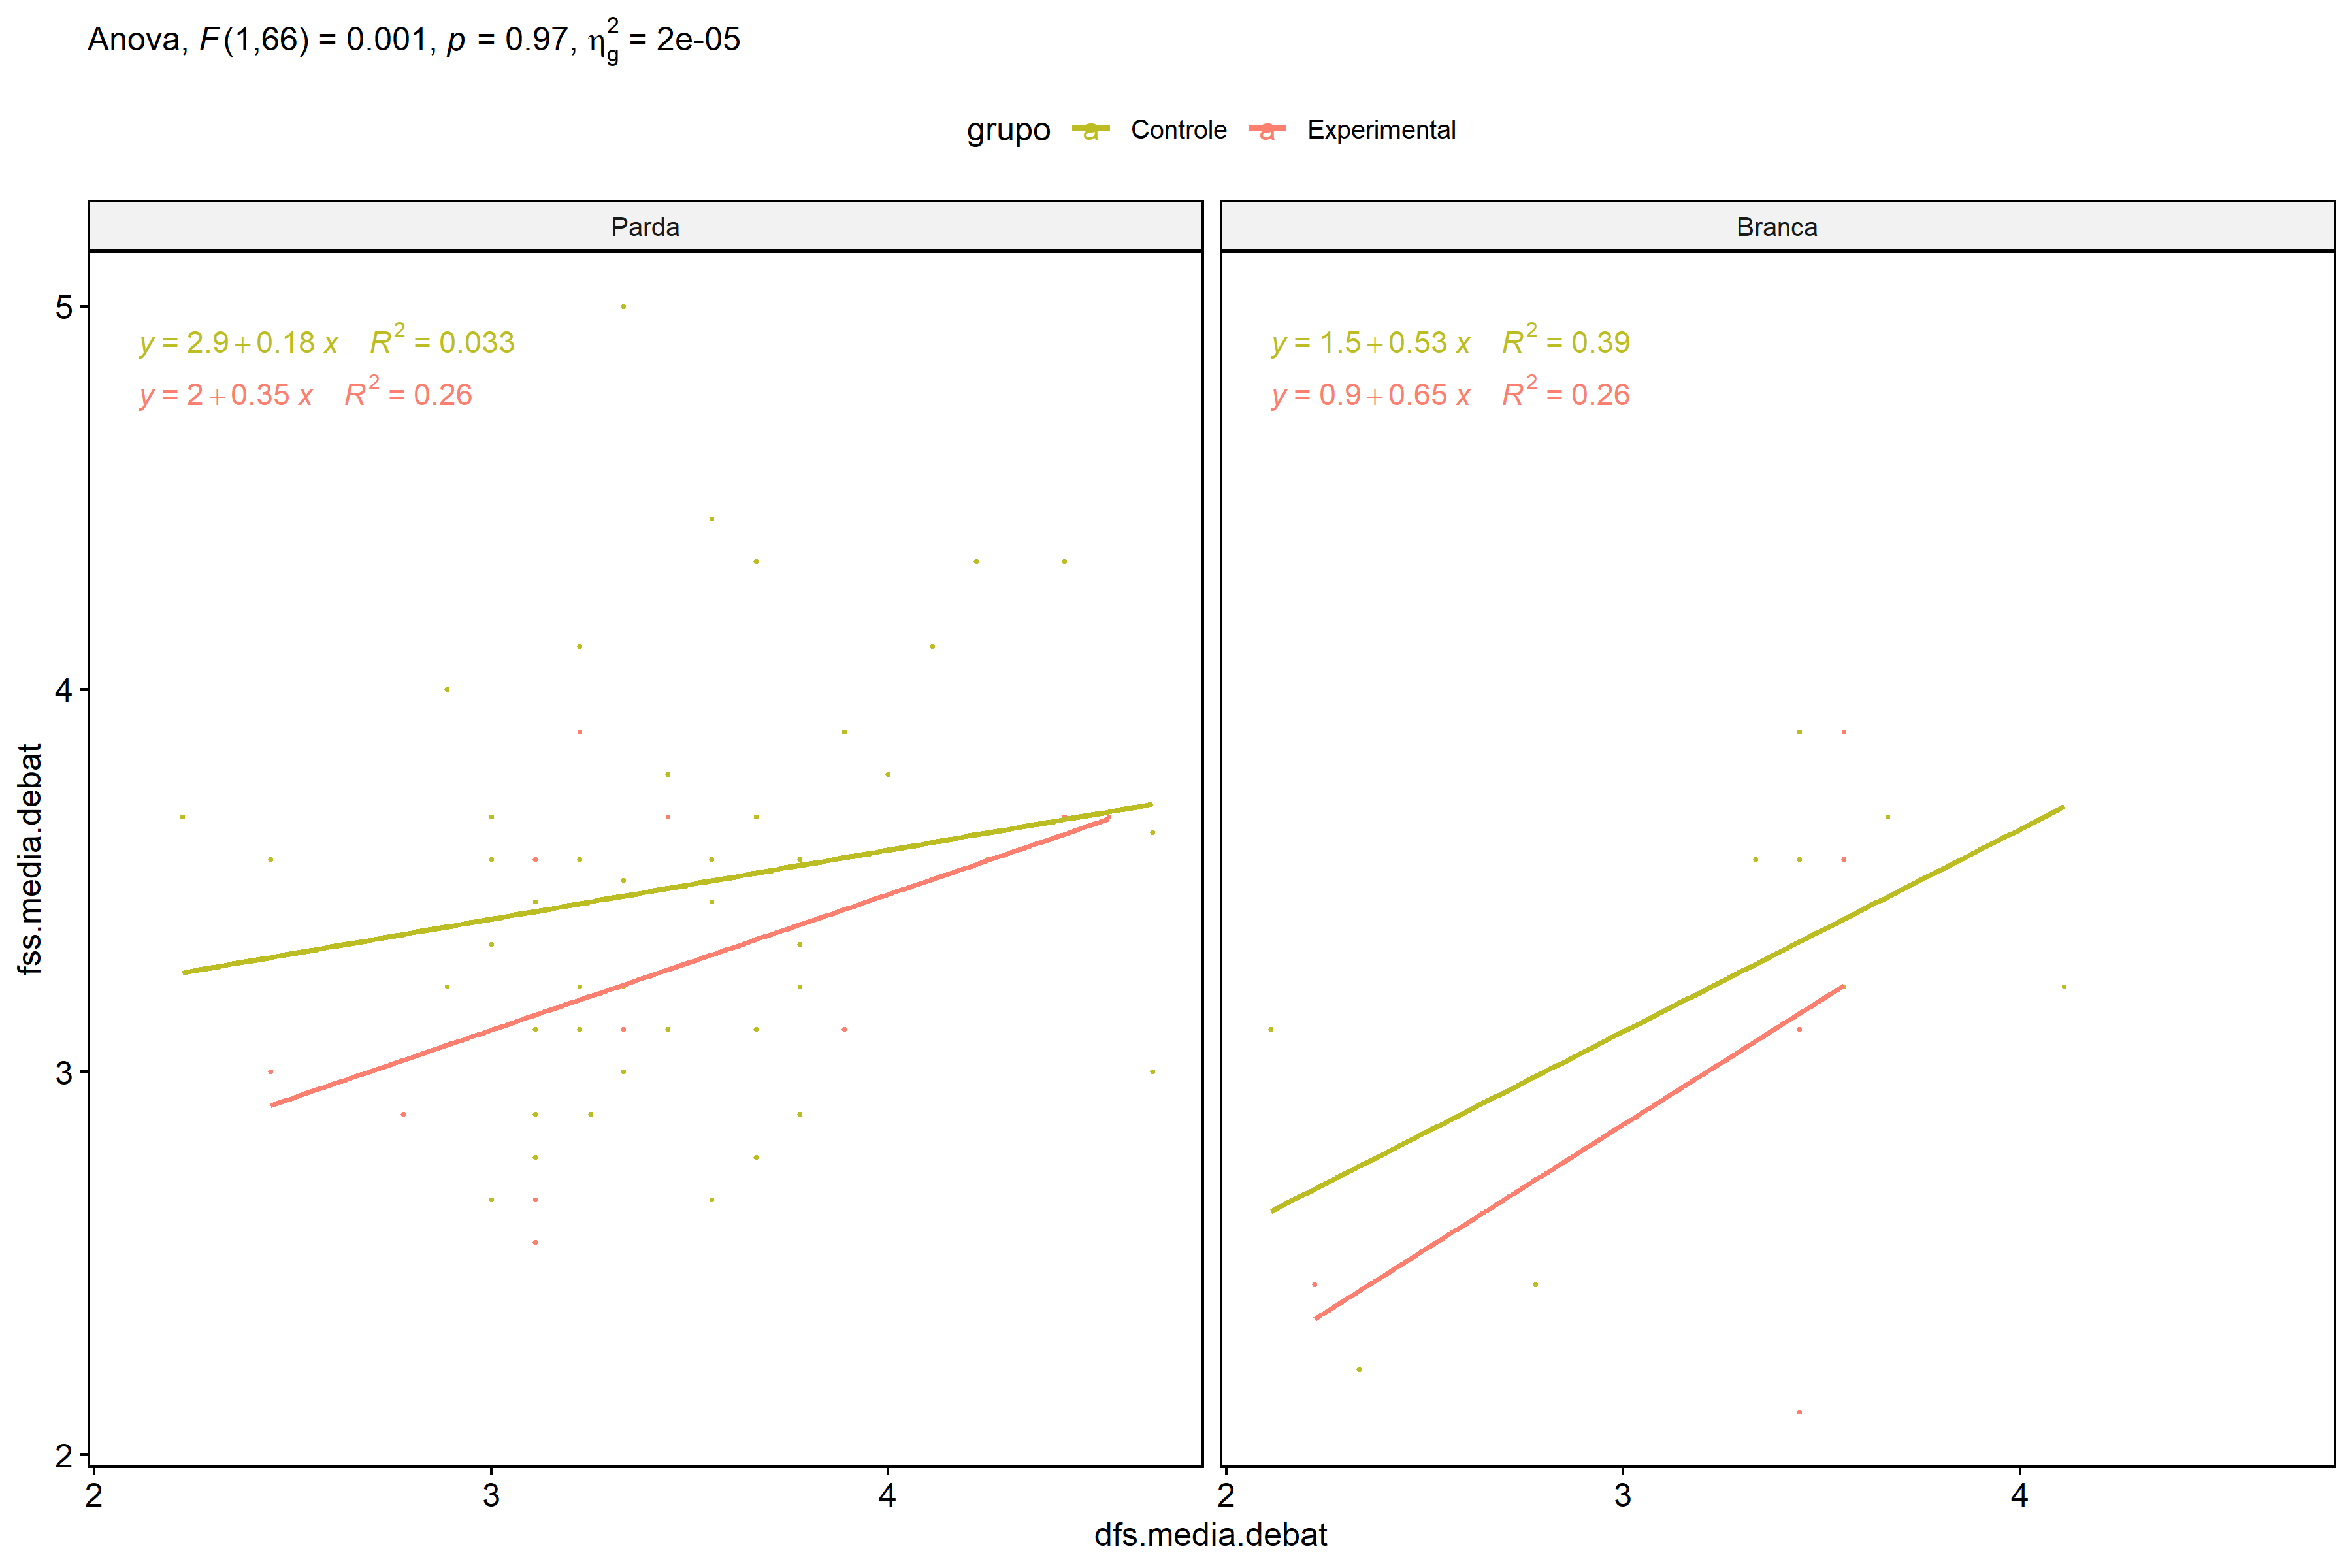 Anova, F(1,66) = 0.001, p = 0.97, η²g = 2e-05
grupo a Controle a Experimental
Parda
Branca
y = 2.9 + 0.18 x R² = 0.033
y = 2 + 0.35 x R² = 0.26
y = 1.5 + 0.53 x R² = 0.39
y = 0.9 + 0.65 x R² = 0.26
5
4
3
2
fss.media.debat
2 3 4
2 3 4
dfs.media.debat